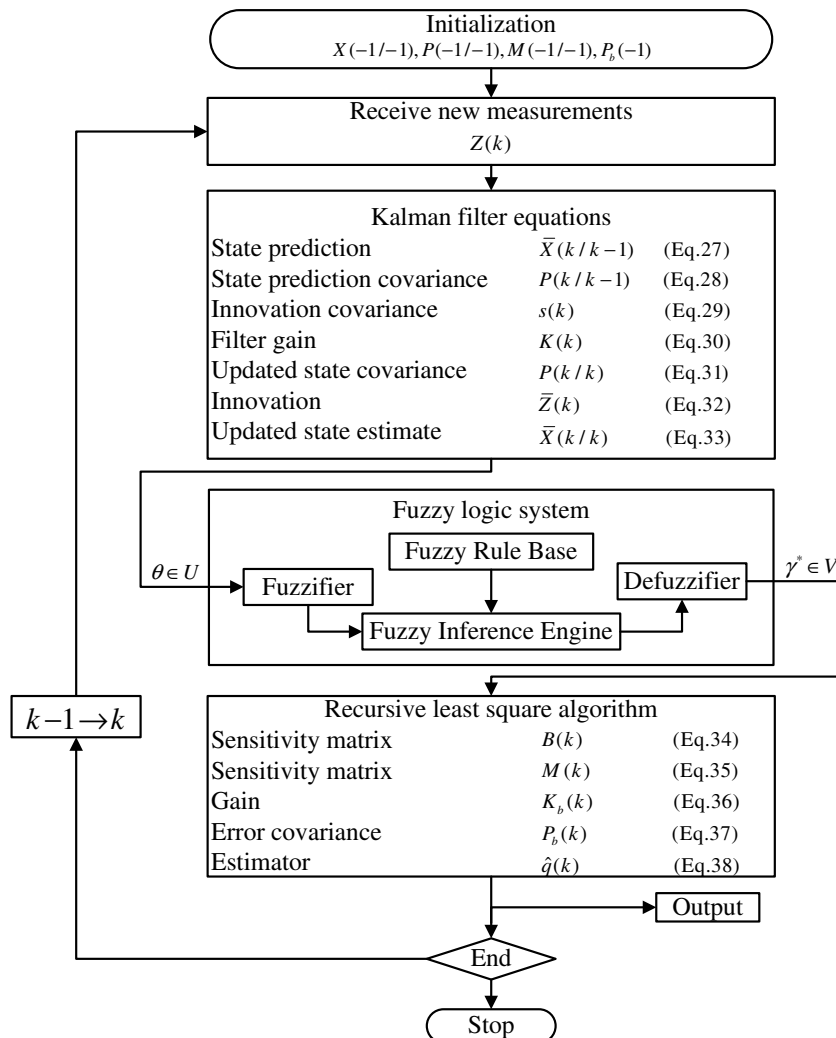 Initialization
X(-1/-1), P(-1/-1), M(-1/-1), P_b(-1)
Receive new measurements
Z(k)
Kalman filter equations
State prediction X̄(k/k-1) (Eq.27)
State prediction covariance P(k/k-1) (Eq.28)
Innovation covariance s(k) (Eq.29)
Filter gain K(k) (Eq.30)
Updated state covariance P(k/k) (Eq.31)
Innovation Z̄(k) (Eq.32)
Updated state estimate X̄(k/k) (Eq.33)
Fuzzy logic system
Fuzzy Rule Base
θ∈U
Fuzzifier
Defuzzifier
γ*∈V
Fuzzy Inference Engine
k-1→k
Recursive least square algorithm
Sensitivity matrix B(k) (Eq.34)
Sensitivity matrix M(k) (Eq.35)
Gain K_b(k) (Eq.36)
Error covariance P_b(k) (Eq.37)
Estimator q̂(k) (Eq.38)
Output
End
Stop